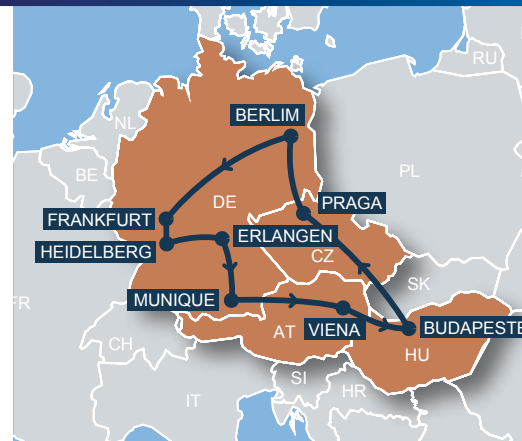 RU
BERLIM
NL
PL
BE
DE
PRAGA
FRANKFURT
ERLANGEN
HEIDELBERG
CZ
SK
MUNIQUE
FR
VIENA
BUDAPESTE
AT
CH
HU
SI
HR
IT